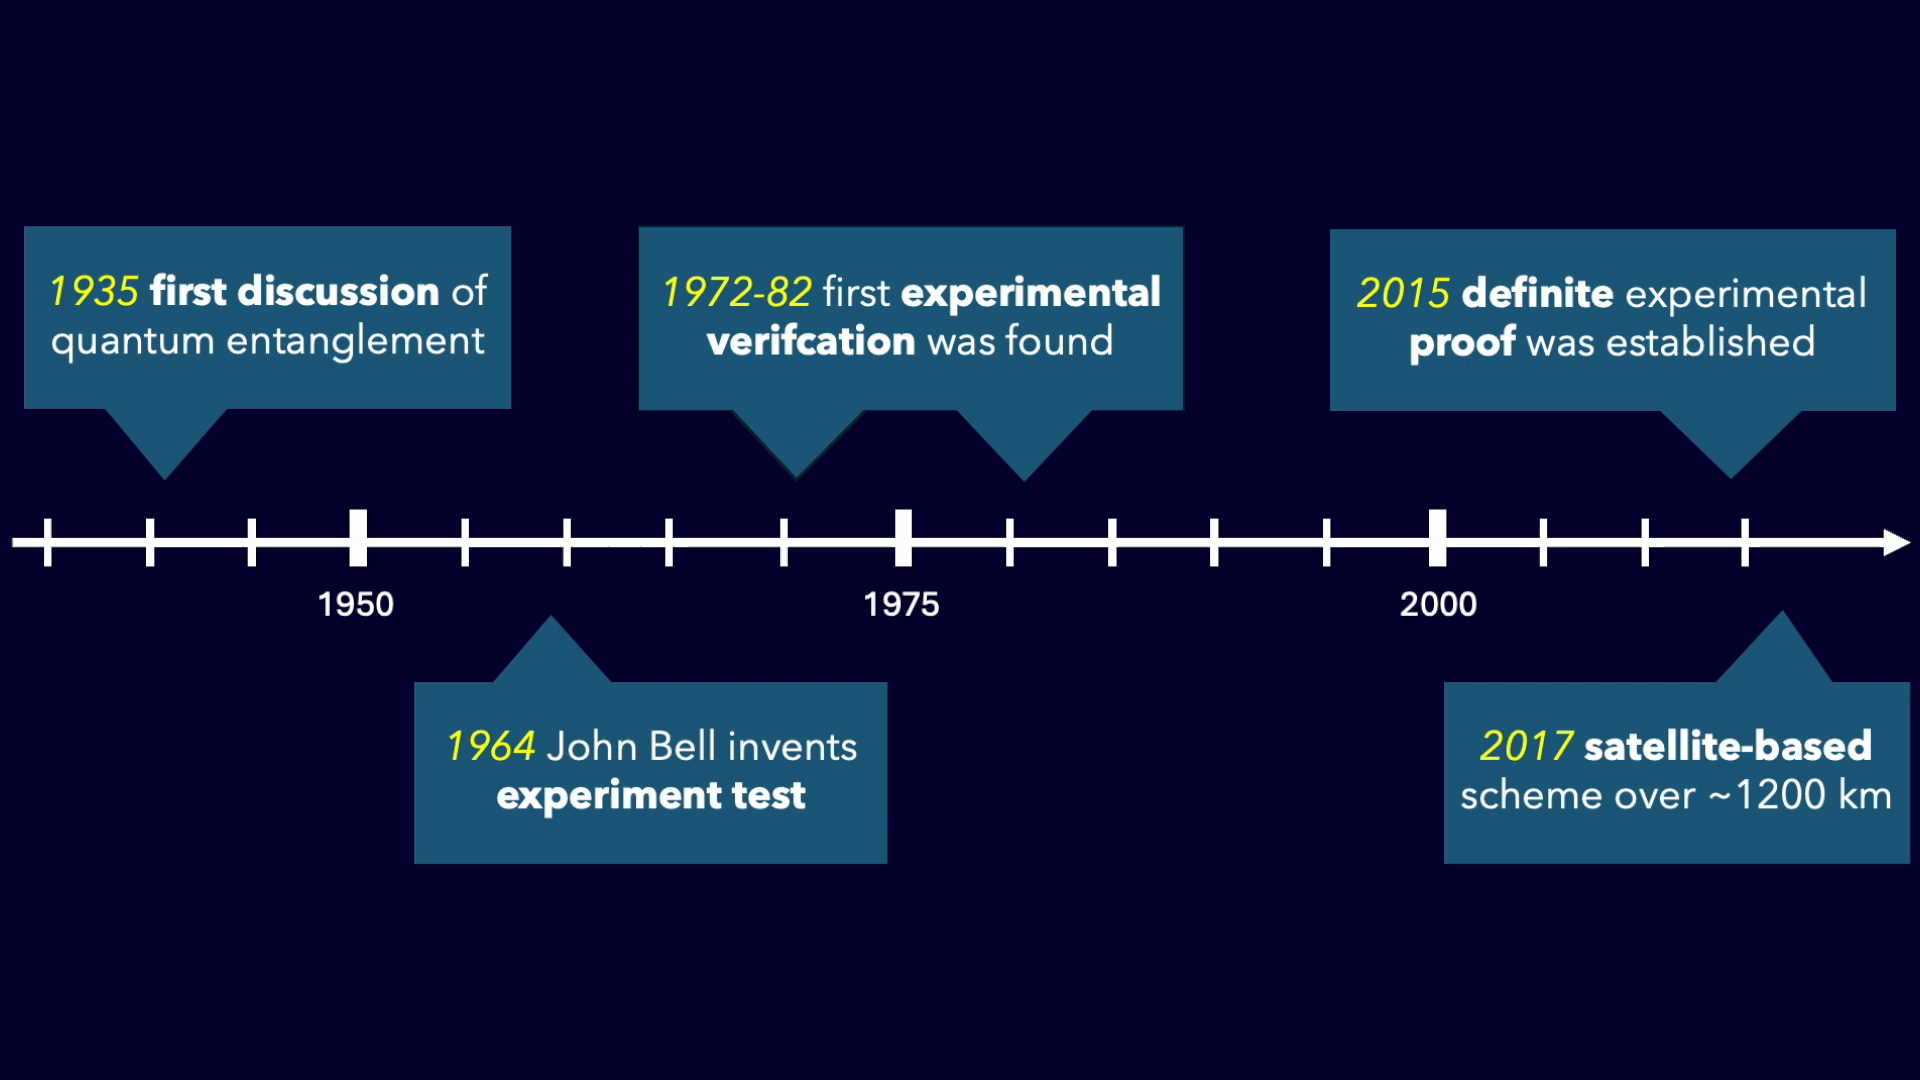 1935 first discussion of
quantum entanglement
1972-82 first experimental
verifcation was found
2015 definite experimental
proof was established
1950
1975
2000
1964 John Bell invents
experiment test
2017 satellite-based
scheme over ~1200 km